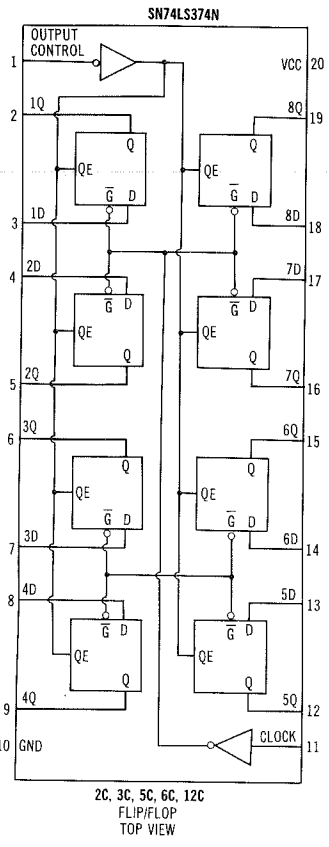 SN74LS374N
OUTPUT
CONTROL
1
VCC 20
2 1Q
8Q 19
Q
Q
QE
QE
G̅ D
G̅ D
3 1D
8D 18
4 2D
7D 17
G̅ D
G̅ D
QE
QE
Q
Q
5 2Q
7Q 16
6 3Q
6Q 15
Q
Q
QE
QE
G̅ D
G̅ D
7 3D
6D 14
8 4D
5D 13
G̅ D
G̅ D
QE
QE
Q
Q
9 4Q
5Q 12
10 GND
CLOCK 11
2C, 3C, 5C, 6C, 12C
FLIP/FLOP
TOP VIEW